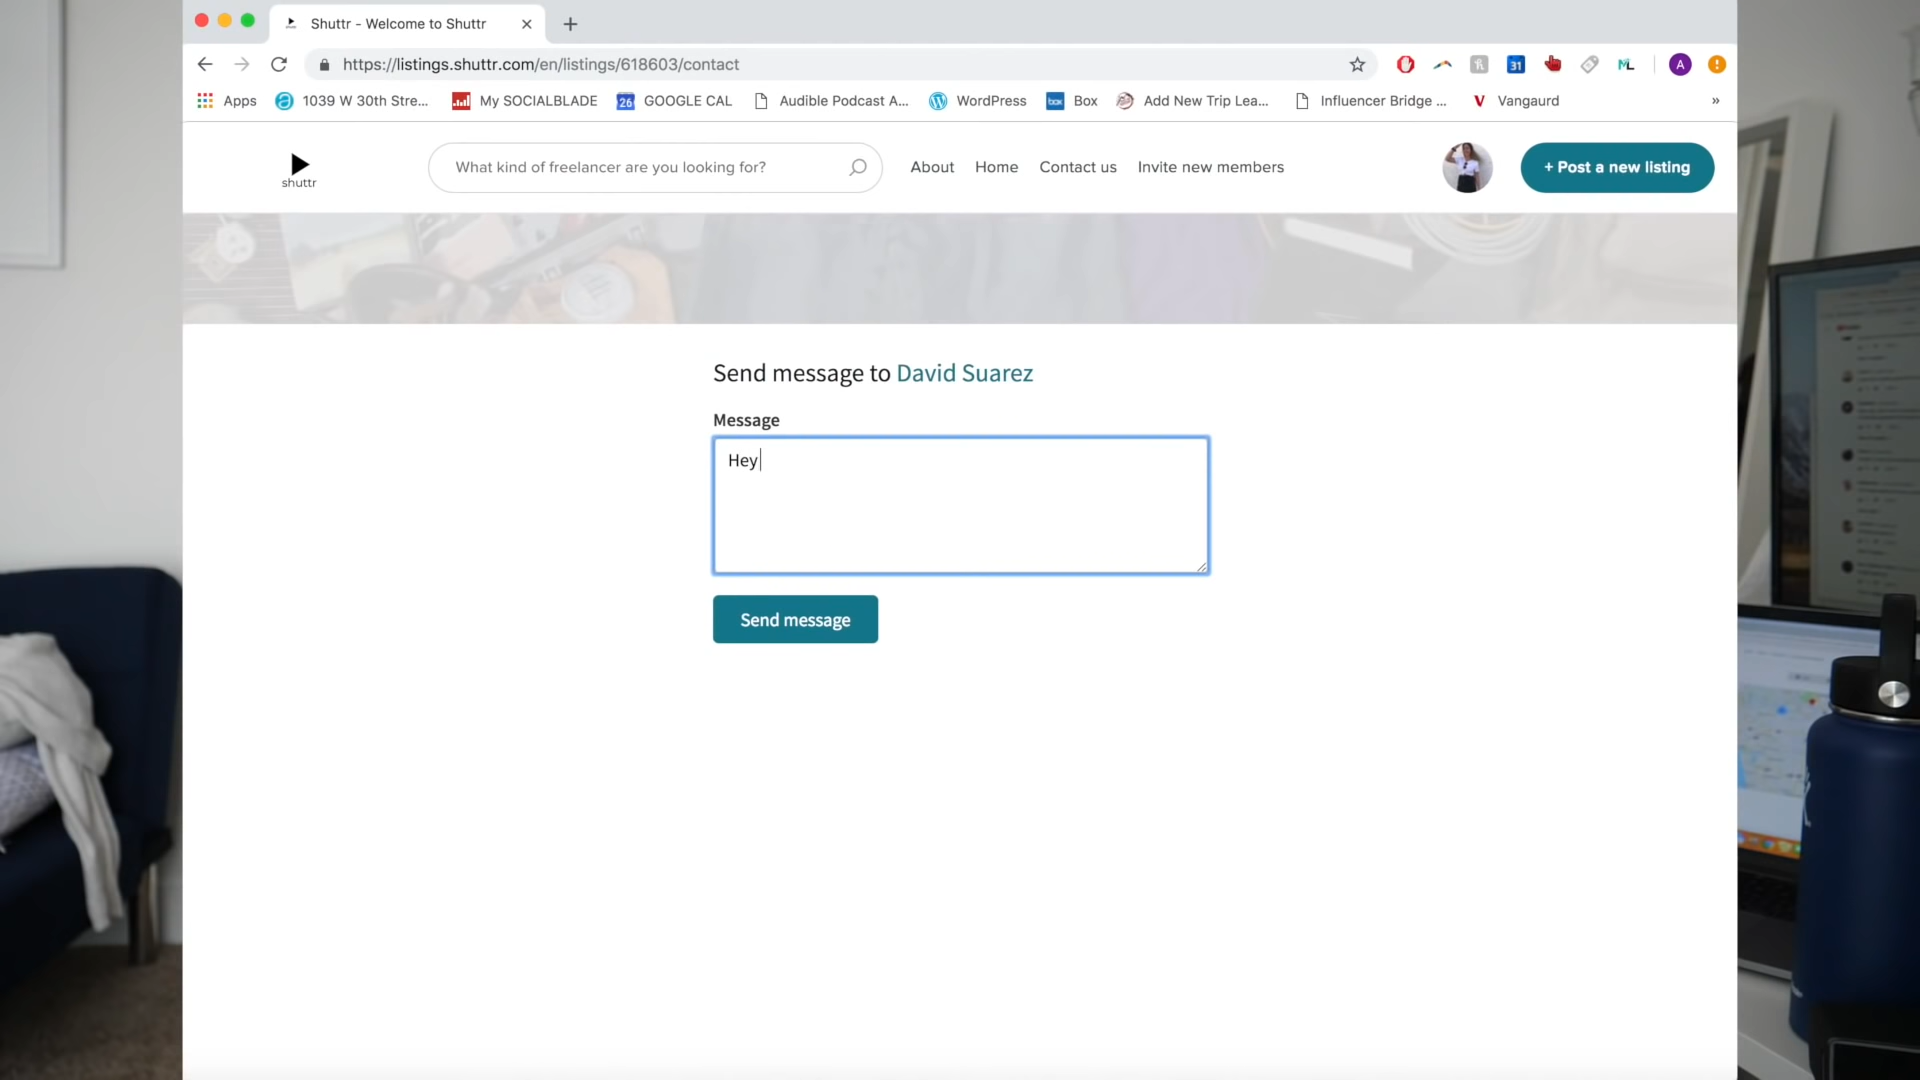 Shuttr - Welcome to Shuttr
https://listings.shuttr.com/en/listings/618603/contact
31
A
Apps
1039 W 30th Stre...
My SOCIALBLADE
26
GOOGLE CAL
Audible Podcast A...
WordPress
box
Box
Add New Trip Lea...
Influencer Bridge ...
V
Vangaurd
»
shuttr
What kind of freelancer are you looking for?
About
Home
Contact us
Invite new members
+ Post a new listing
Send message to David Suarez
Message
Hey
Send message